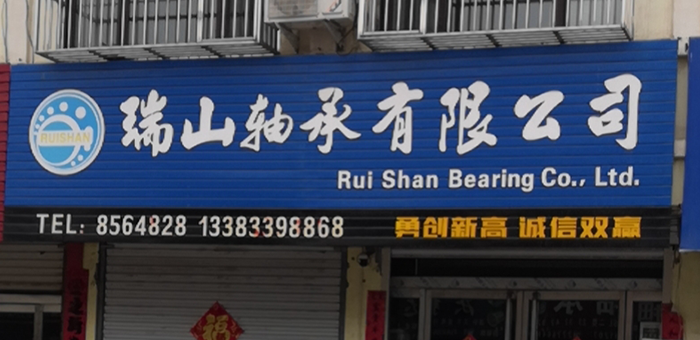 RUISHAN
瑞山轴承有限公司
Rui Shan Bearing Co., Ltd.
TEL: 8564828 13383398868 勇创新高 诚信双赢
福